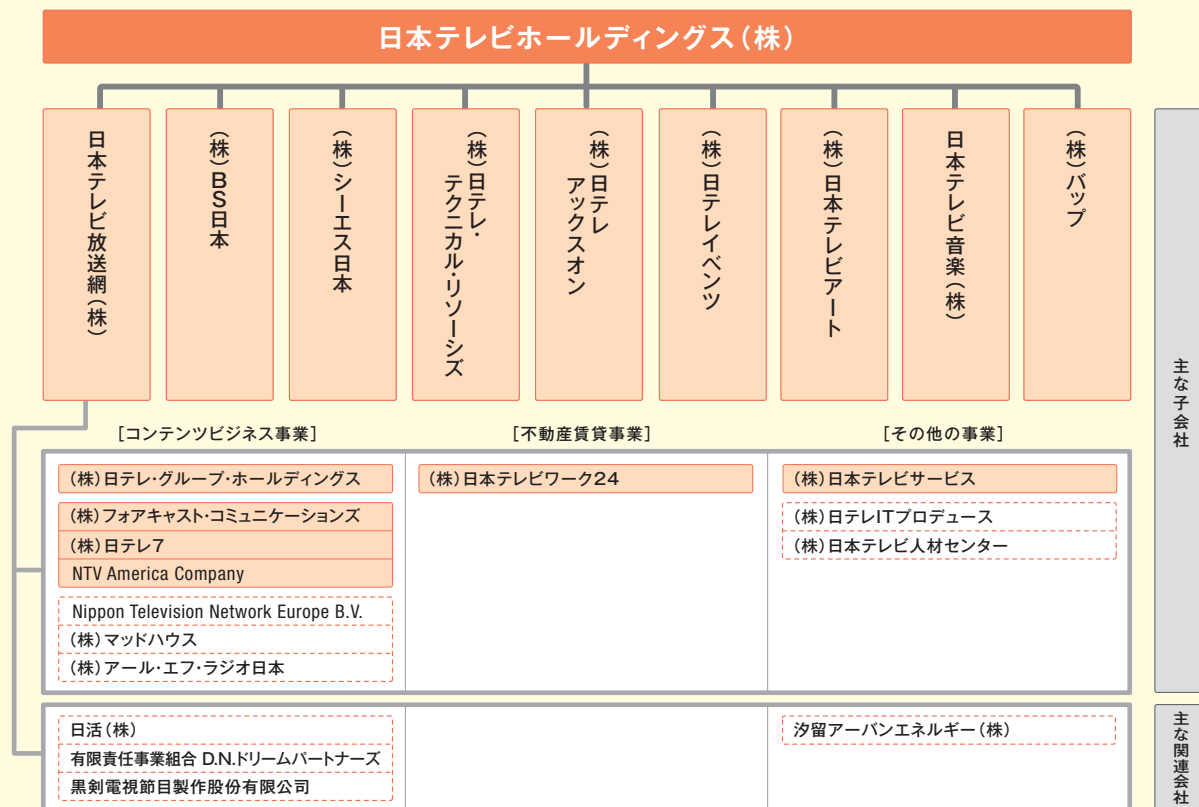 日本テレビホールディングス(株)
日本テレビ放送網(株)
(株)BS日本
(株)シーエス日本
(株)日テレ・
テクニカル・リソーシズ
(株)日テレ
アックスオン
(株)日テレイベンツ
(株)日本テレビアート
日本テレビ音楽(株)
(株)バップ
主な子会社
[コンテンツビジネス事業]
(株)日テレ・グループ・ホールディングス
(株)フォアキャスト・コミュニケーションズ
(株)日テレ7
NTV America Company
Nippon Television Network Europe B.V.
(株)マッドハウス
(株)アール・エフ・ラジオ日本
[不動産賃貸事業]
(株)日本テレビワーク24
[その他の事業]
(株)日本テレビサービス
(株)日テレITプロデュース
(株)日本テレビ人材センター
日活(株)
有限責任事業組合 D.N.ドリームパートナーズ
黒剣電視節目製作股份有限公司
汐留アーバンエネルギー(株)
主な関連会社